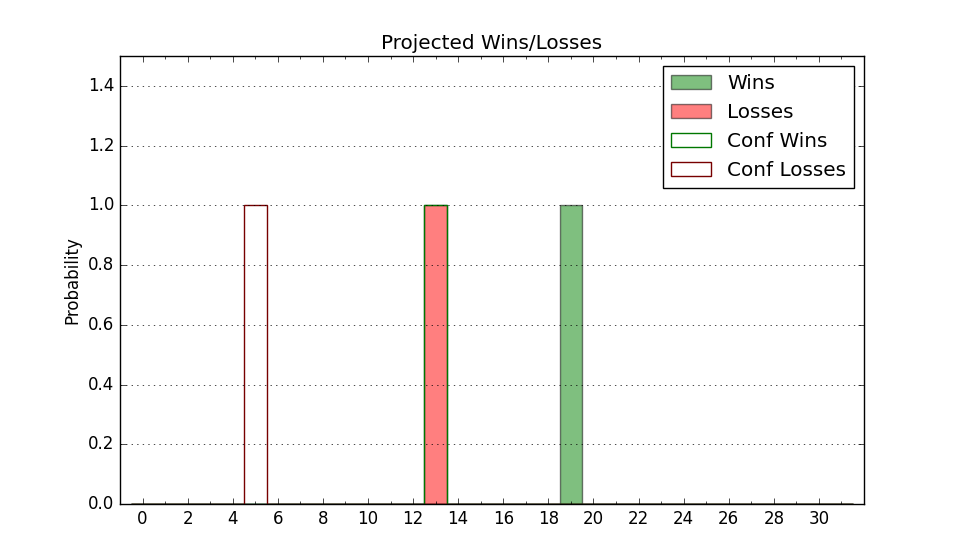 Projected Wins/Losses
Wins
Losses
Conf Wins
Conf Losses
Probability
1.4
1.2
1.0
0.8
0.6
0.4
0.2
0.0
0 2 4 6 8 10 12 14 16 18 20 22 24 26 28 30